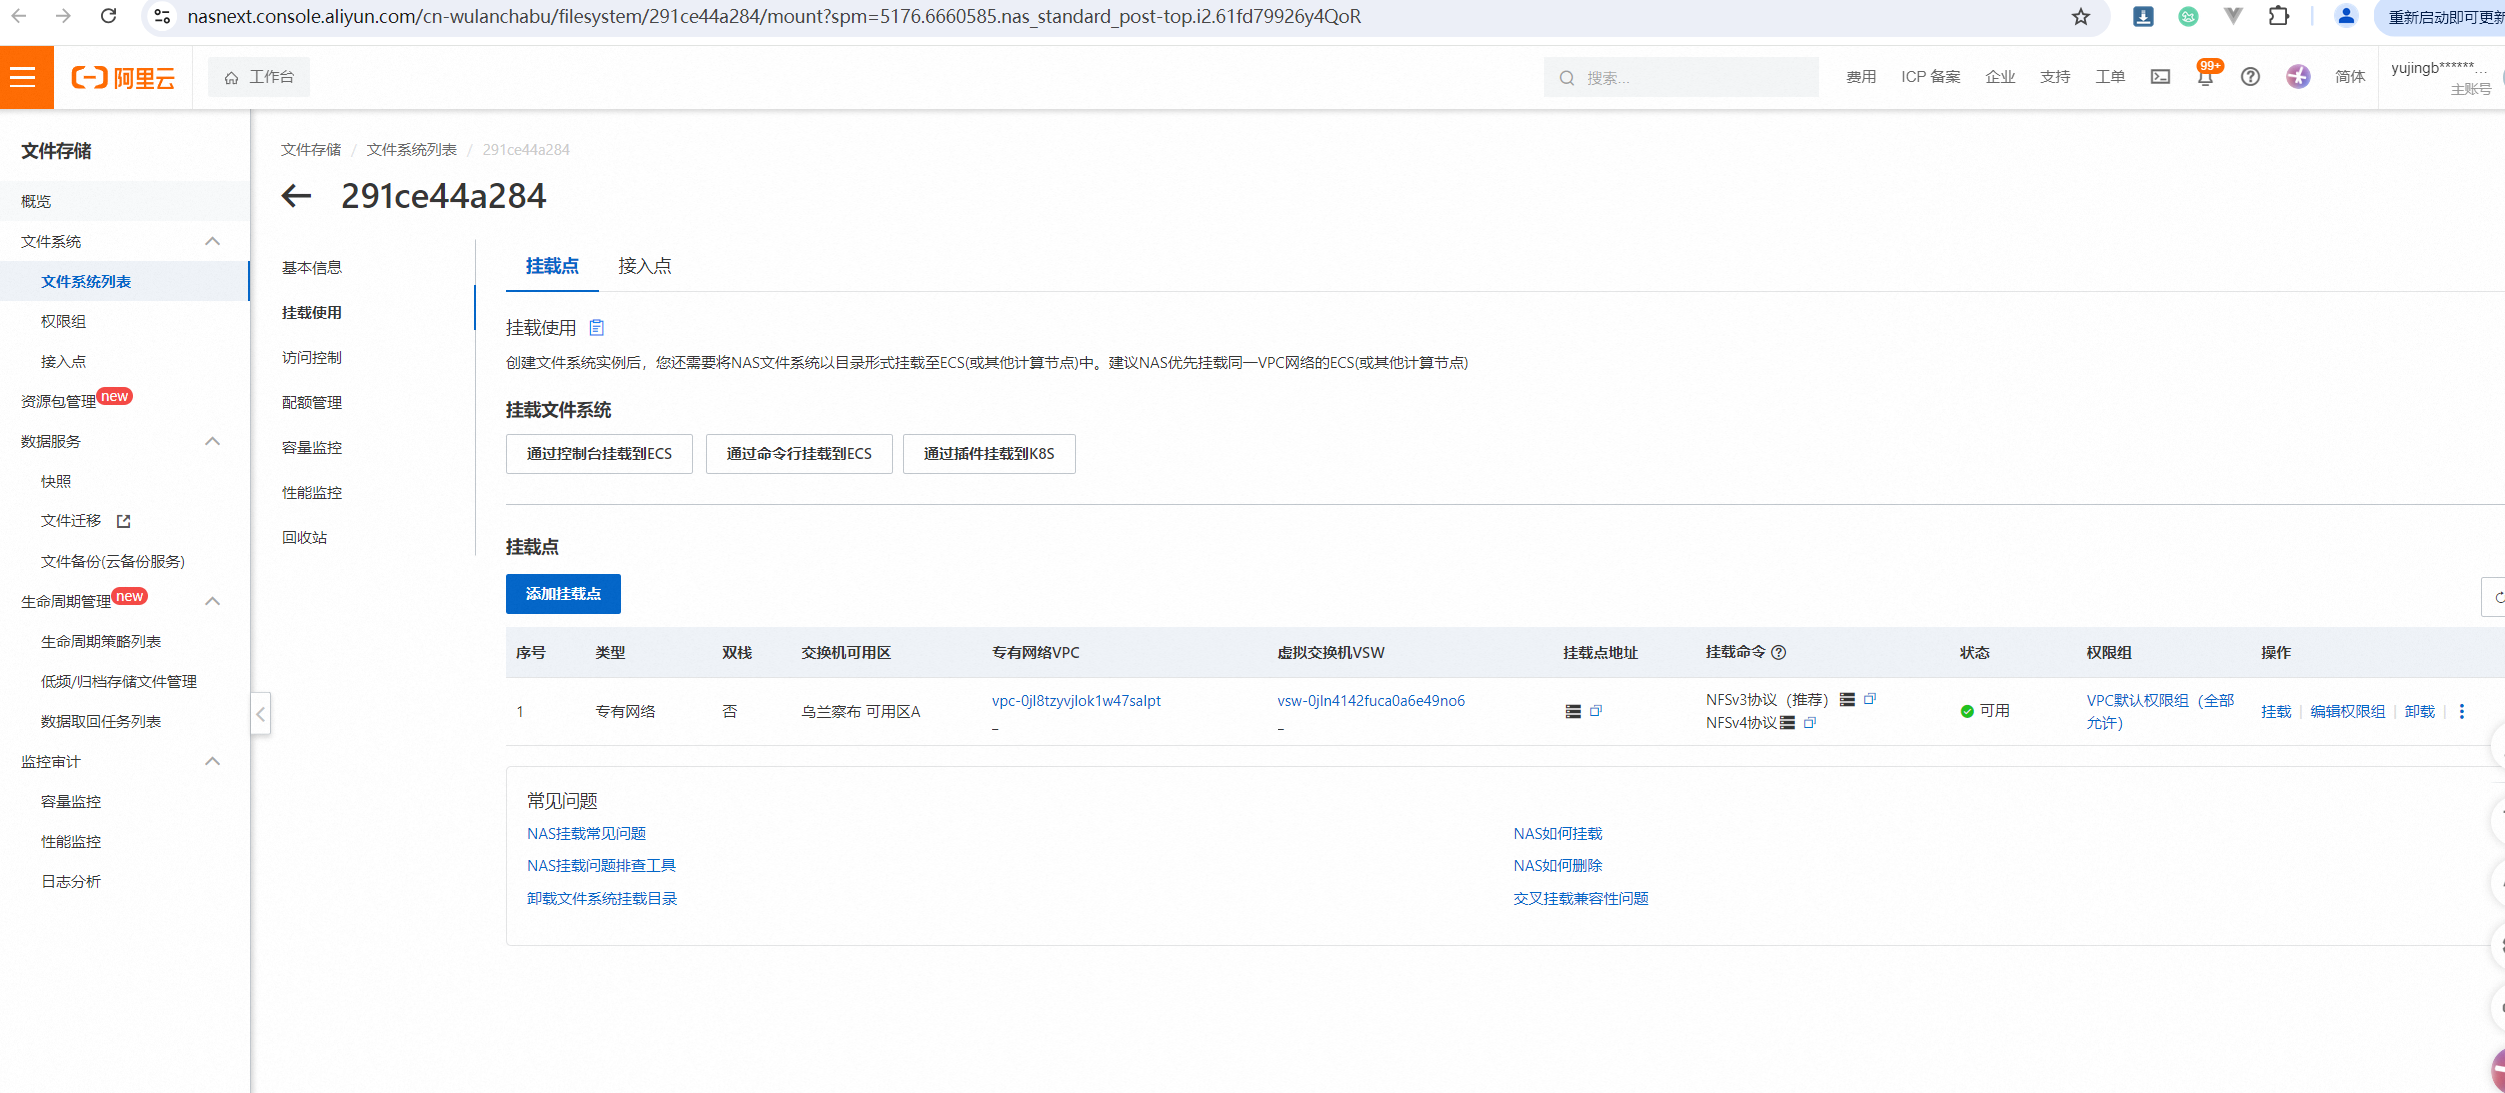 nasnext.console.aliyun.com/cn-wulanchabu/filesystem/291ce44a284/mount?spm=5176.6660585.nas_standard_post-top.i2.61fd79926y4QoR
重新启动即可更新
阿里云
工作台
搜索...
费用
ICP 备案
企业
支持
工单
99+
简体
yujingb******...
主账号
文件存储
概览
文件系统
文件系统列表
权限组
接入点
资源包管理 new
数据服务
快照
文件迁移
文件备份(云备份服务)
生命周期管理 new
生命周期策略列表
低频/归档存储文件管理
数据取回任务列表
监控审计
容量监控
性能监控
日志分析
文件存储 / 文件系统列表 / 291ce44a284
291ce44a284
基本信息
挂载使用
访问控制
配额管理
容量监控
性能监控
回收站
挂载点
接入点
挂载使用
创建文件系统实例后，您还需要将NAS文件系统以目录形式挂载至ECS(或其他计算节点)中。建议NAS优先挂载同一VPC网络的ECS(或其他计算节点)
挂载文件系统
通过控制台挂载到ECS
通过命令行挂载到ECS
通过插件挂载到K8S
挂载点
添加挂载点
序号 类型 双栈 交换机可用区 专有网络VPC 虚拟交换机VSW 挂载点地址 挂载命令 状态 权限组 操作
1 专有网络 否 乌兰察布 可用区A
vpc-0jl8tzyvjlok1w47salpt
–
vsw-0jln4142fuca0a6e49no6
–
NFSv3协议（推荐）
NFSv4协议
可用
VPC默认权限组（全部
允许）
挂载 | 编辑权限组 | 卸载 |
常见问题
NAS挂载常见问题
NAS如何挂载
NAS挂载问题排查工具
NAS如何删除
卸载文件系统挂载目录
交叉挂载兼容性问题